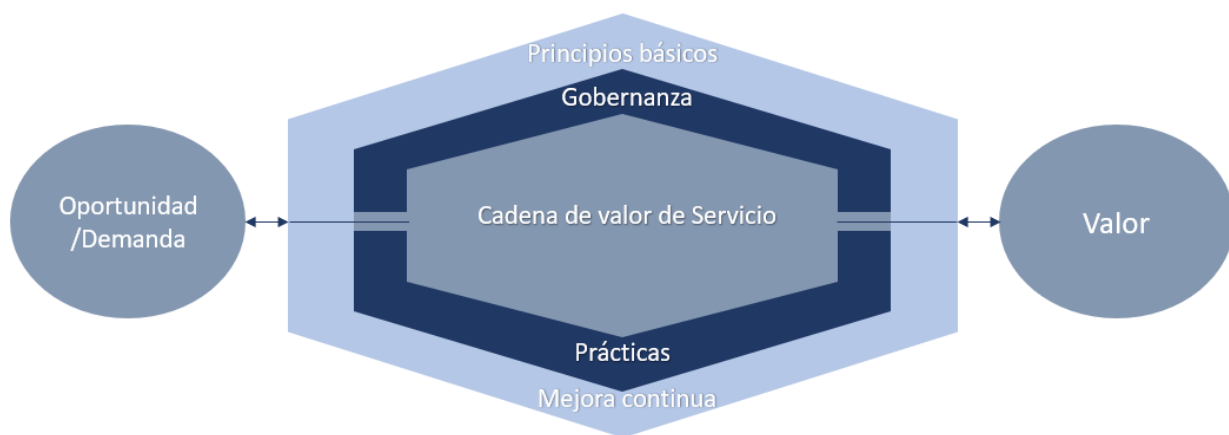 Principios básicos
Gobernanza
Oportunidad
/Demanda
Cadena de valor de Servicio
Valor
Prácticas
Mejora continua